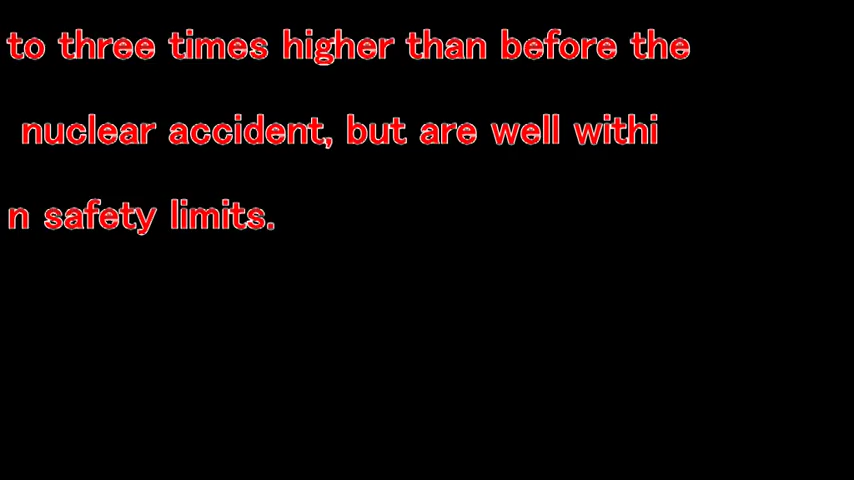 to three times higher than before the
nuclear accident, but are well withi
n safety limits.